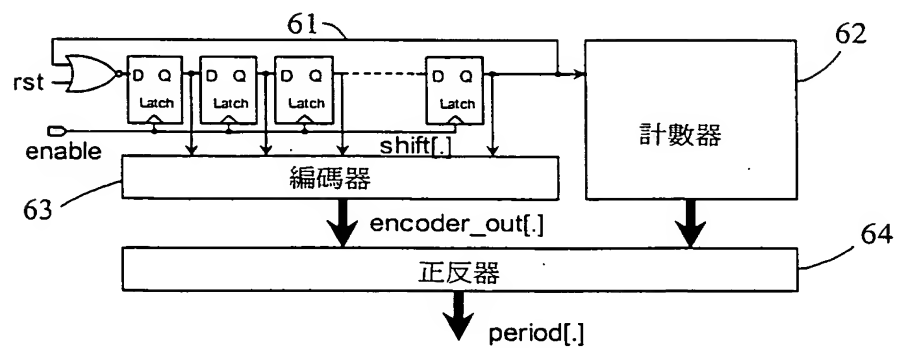 61
62
rst
D Q
Latch
D Q
Latch
D Q
Latch
D Q
Latch
enable
shift[.]
計數器
63
編碼器
encoder_out[.]
64
正反器
period[.]